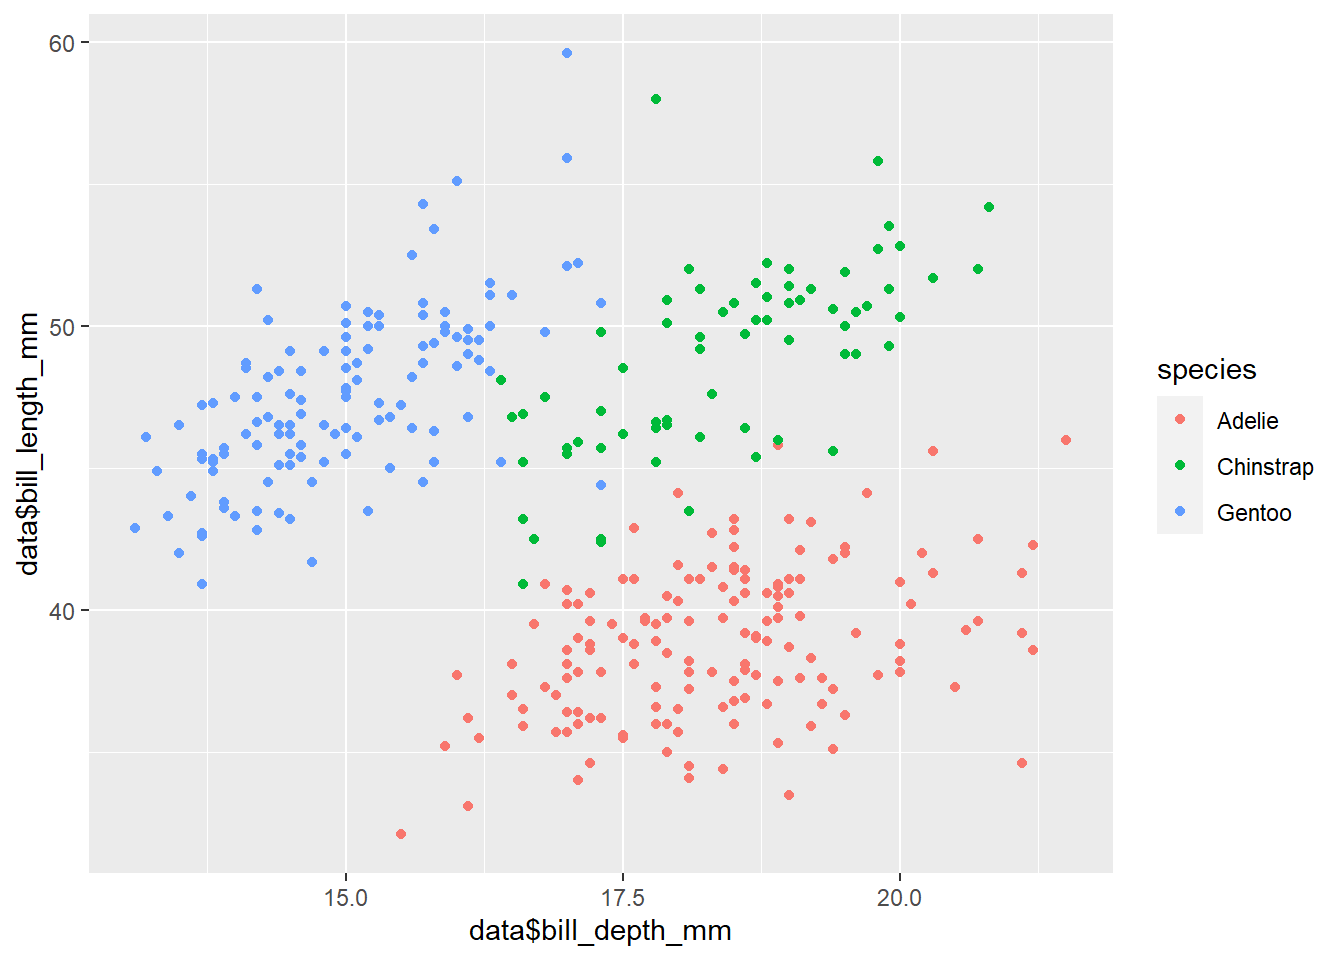 60
50
40
data$bill_length_mm
15.0
17.5
20.0
data$bill_depth_mm
species
Adelie
Chinstrap
Gentoo